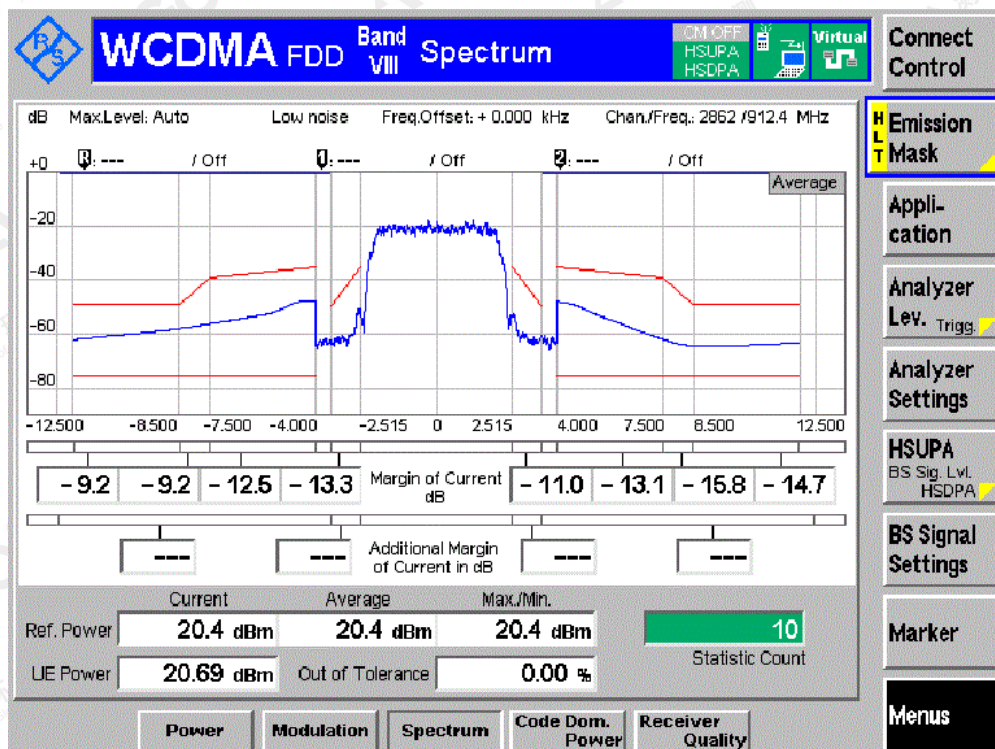 R S
WCDMA FDD Band VIII Spectrum
CM OFF
HSUPA
HSDPA
Virtual
Connect Control
dB Max.Level: Auto Low noise Freq.Offset: + 0.000 kHz Chan./Freq.: 2862 /912.4 MHz
HLT Emission Mask
R: --- / Off 1: --- / Off 2: --- / Off
Average
+0
-20
-40
-60
-80
-12.500 -8.500 -7.500 -4.000 -2.515 0 2.515 4.000 7.500 8.500 12.500
Appli-cation
Analyzer Lev. Trigg.
Analyzer Settings
- 9.2 - 9.2 - 12.5 - 13.3 Margin of Current dB - 11.0 - 13.1 - 15.8 - 14.7
HSUPA
BS Sig. Lvl.
HSDPA
--- --- Additional Margin of Current in dB --- ---
BS Signal Settings
Current Average Max./Min.
Ref. Power 20.4 dBm 20.4 dBm 20.4 dBm 10
Statistic Count
UE Power 20.69 dBm Out of Tolerance 0.00 %
Marker
Menus
Power Modulation Spectrum Code Dom. Power Receiver Quality